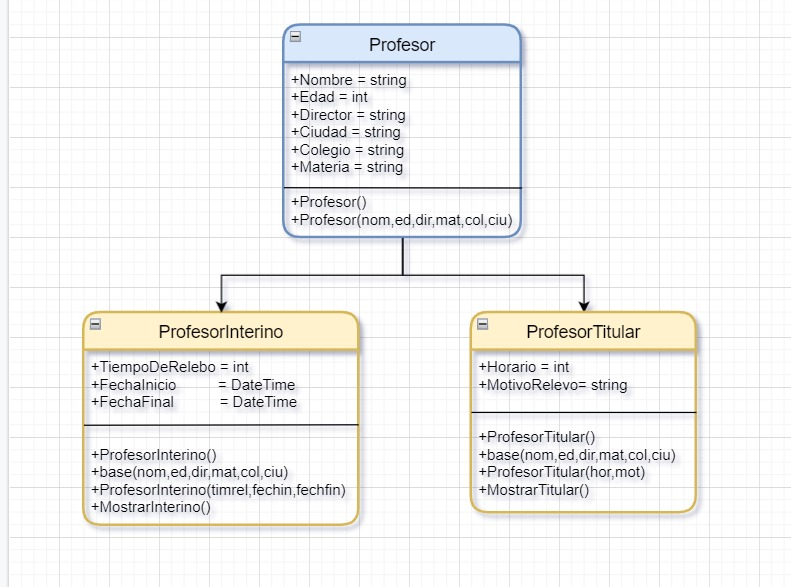 Profesor
+Nombre = string
+Edad = int
+Director = string
+Ciudad = string
+Colegio = string
+Materia = string
+Profesor()
+Profesor(nom,ed,dir,mat,col,ciu)
ProfesorInterino
+TiempoDeRelebo = int
+FechaInicio = DateTime
+FechaFinal = DateTime
+ProfesorInterino()
+base(nom,ed,dir,mat,col,ciu)
+ProfesorInterino(timrel,fechin,fechfin)
+MostrarInterino()
ProfesorTitular
+Horario = int
+MotivoRelevo= string
+ProfesorTitular()
+base(nom,ed,dir,mat,col,ciu)
+ProfesorTitular(hor,mot)
+MostrarTitular()